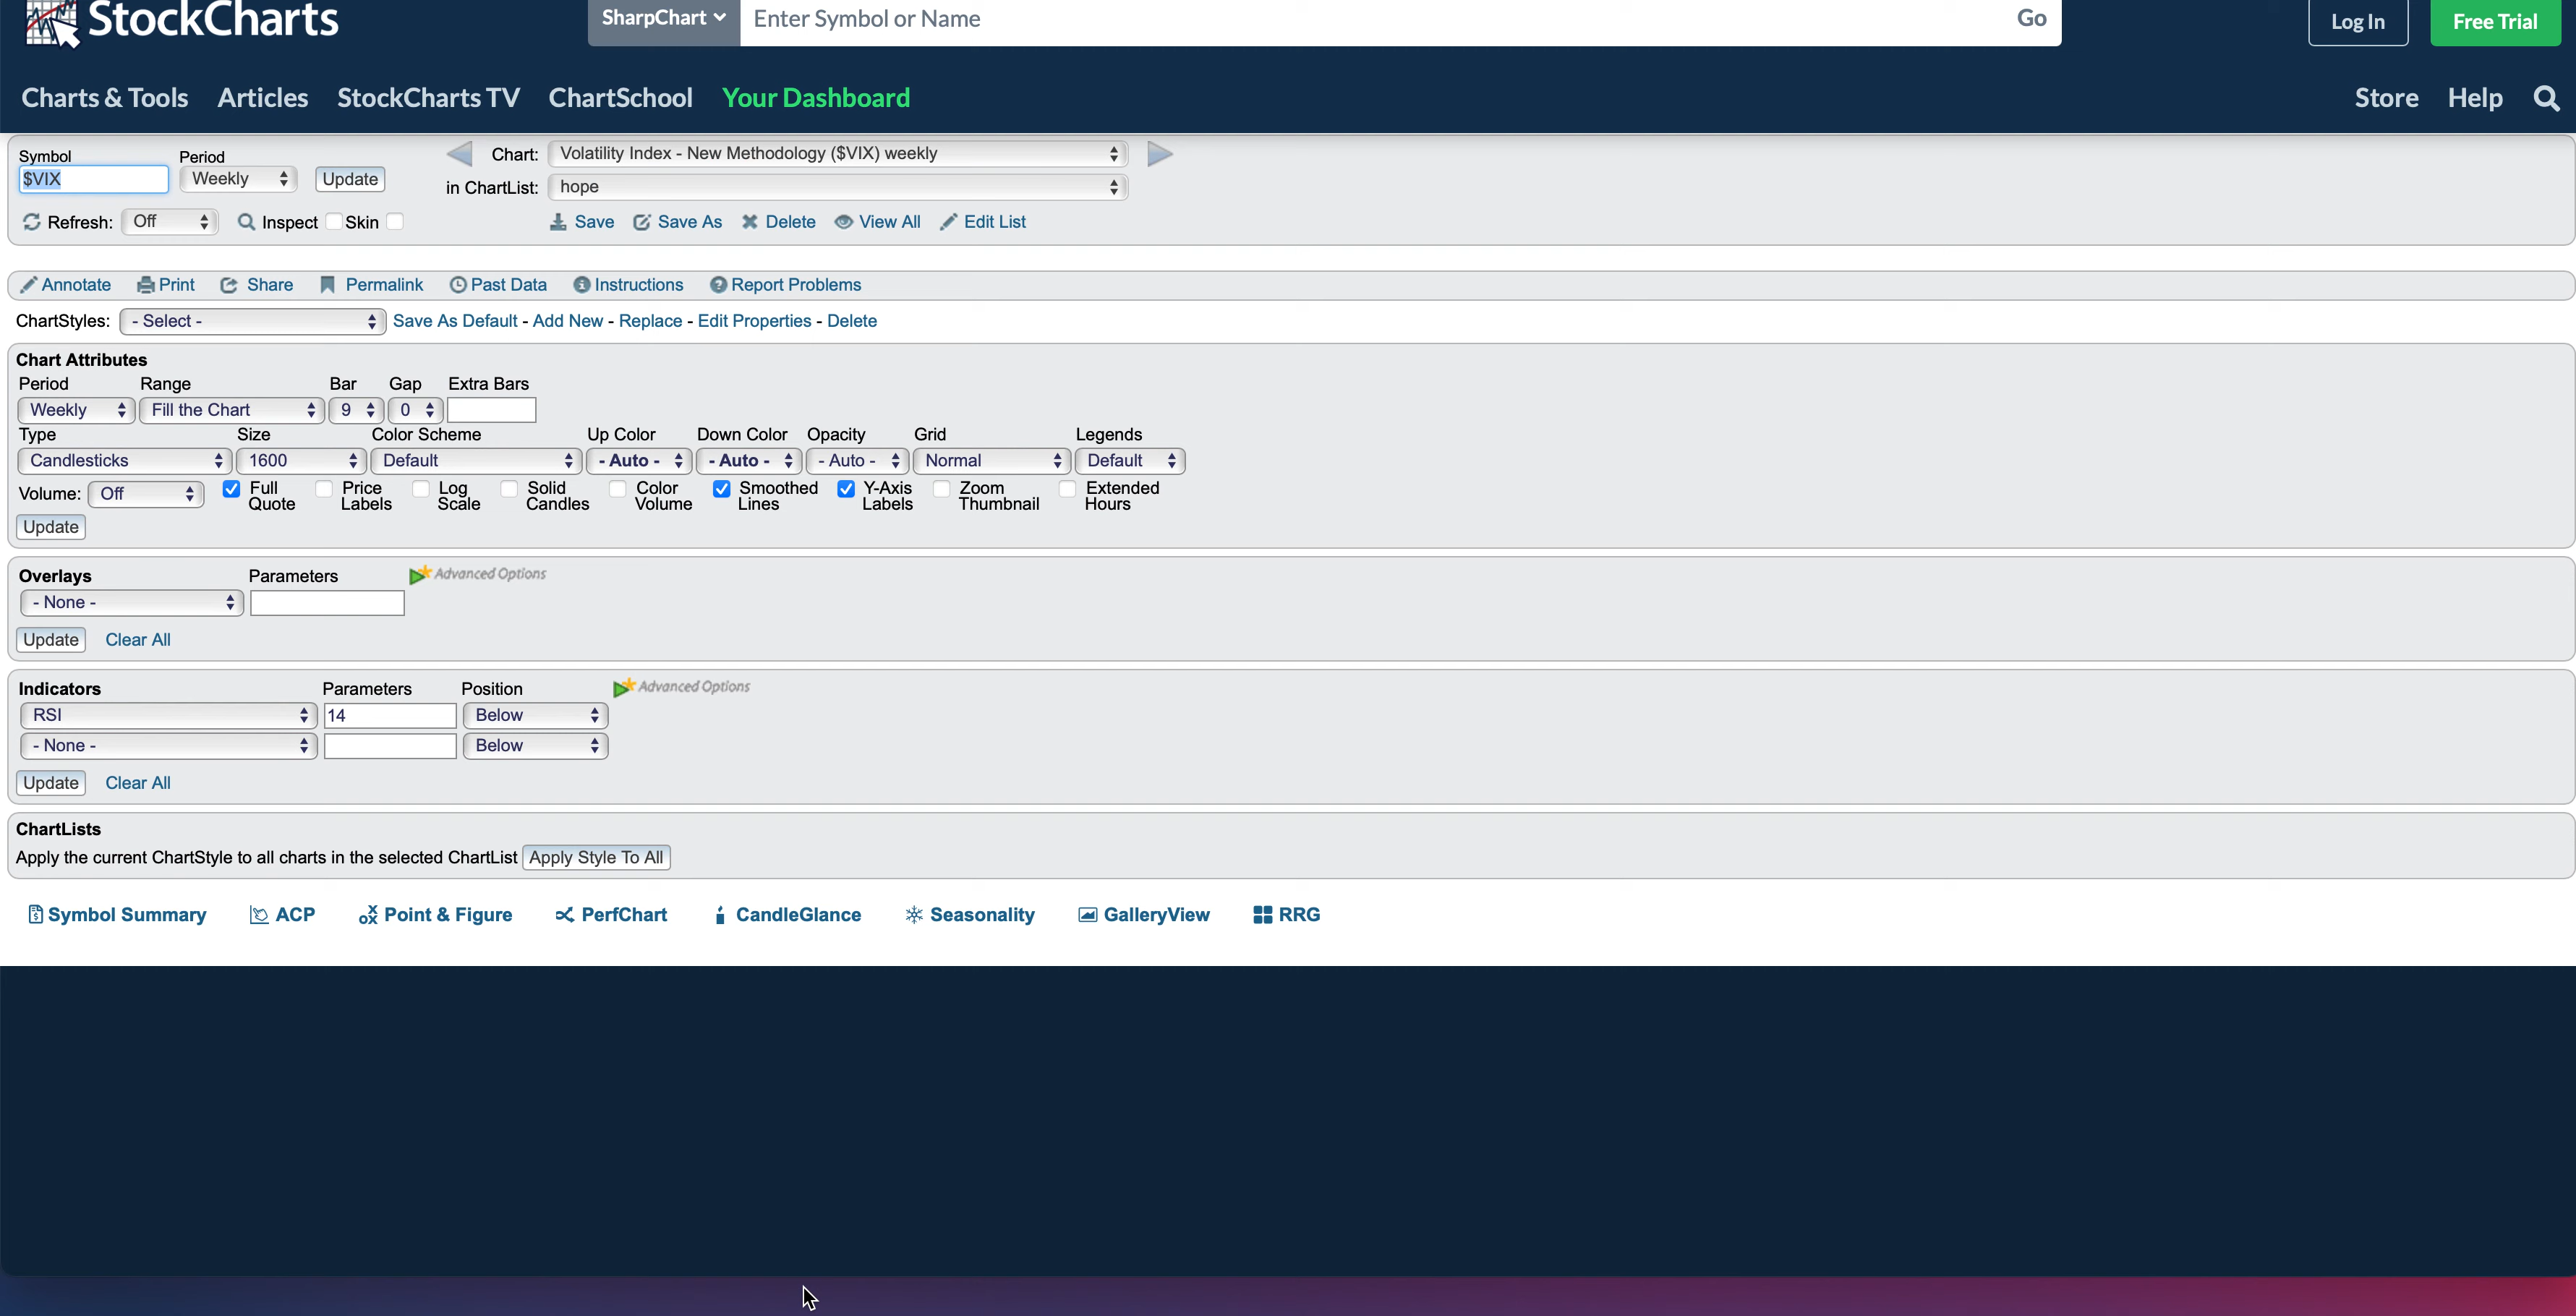 StockCharts
SharpChart Enter Symbol or Name Go Log In Free Trial
Charts & Tools Articles StockCharts TV ChartSchool Your Dashboard Store Help
Symbol Period Chart: Volatility Index - New Methodology ($VIX) weekly
$VIX Weekly Update in ChartList: hope
Refresh: Off Inspect Skin Save Save As Delete View All Edit List
Annotate Print Share Permalink Past Data Instructions Report Problems
ChartStyles: - Select - Save As Default - Add New - Replace - Edit Properties - Delete
Chart Attributes
Period Range Bar Gap Extra Bars
Weekly Fill the Chart 9 0
Type Size Color Scheme Up Color Down Color Opacity Grid Legends
Candlesticks 1600 Default - Auto - - Auto - - Auto - Normal Default
Volume: Off Full Quote Price Labels Log Scale Solid Candles Color Volume Smoothed Lines Y-Axis Labels Zoom Thumbnail Extended Hours
Update
Overlays Parameters Advanced Options
- None -
Update Clear All
Indicators Parameters Position Advanced Options
RSI 14 Below
- None - Below
Update Clear All
ChartLists
Apply the current ChartStyle to all charts in the selected ChartList Apply Style To All
Symbol Summary ACP Point & Figure PerfChart CandleGlance Seasonality GalleryView RRG